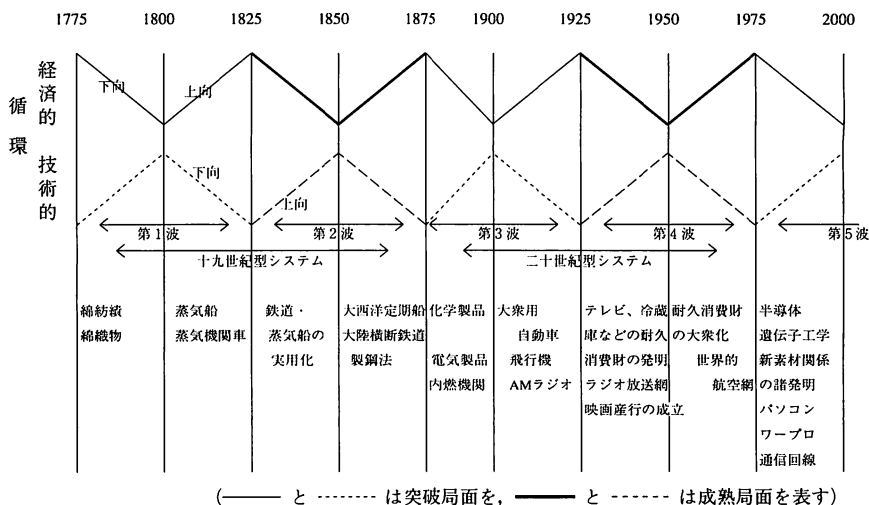 1775 1800 1825 1850 1875 1900 1925 1950 1975 2000
循環
経済的
技術的
下向
上向
下向
上向
第1波 第2波 第3波 第4波 第5波
十九世紀型システム 二十世紀型システム
綿紡績
綿織物
蒸気船
蒸気機関車
鉄道・
蒸気船の
実用化
大西洋定期船
大陸横断鉄道
製鋼法
化学製品
電気製品
内燃機関
大衆用
自動車
飛行機
AMラジオ
テレビ、冷蔵
庫などの耐久
消費財の発明
ラジオ放送網
映画産行の成立
耐久消費財
の大衆化
世界的
航空網
半導体
遺伝子工学
新素材関係
の諸発明
パソコン
ワープロ
通信回線
(—— と ······· は突破局面を, —— と ------ は成熟局面を表す)